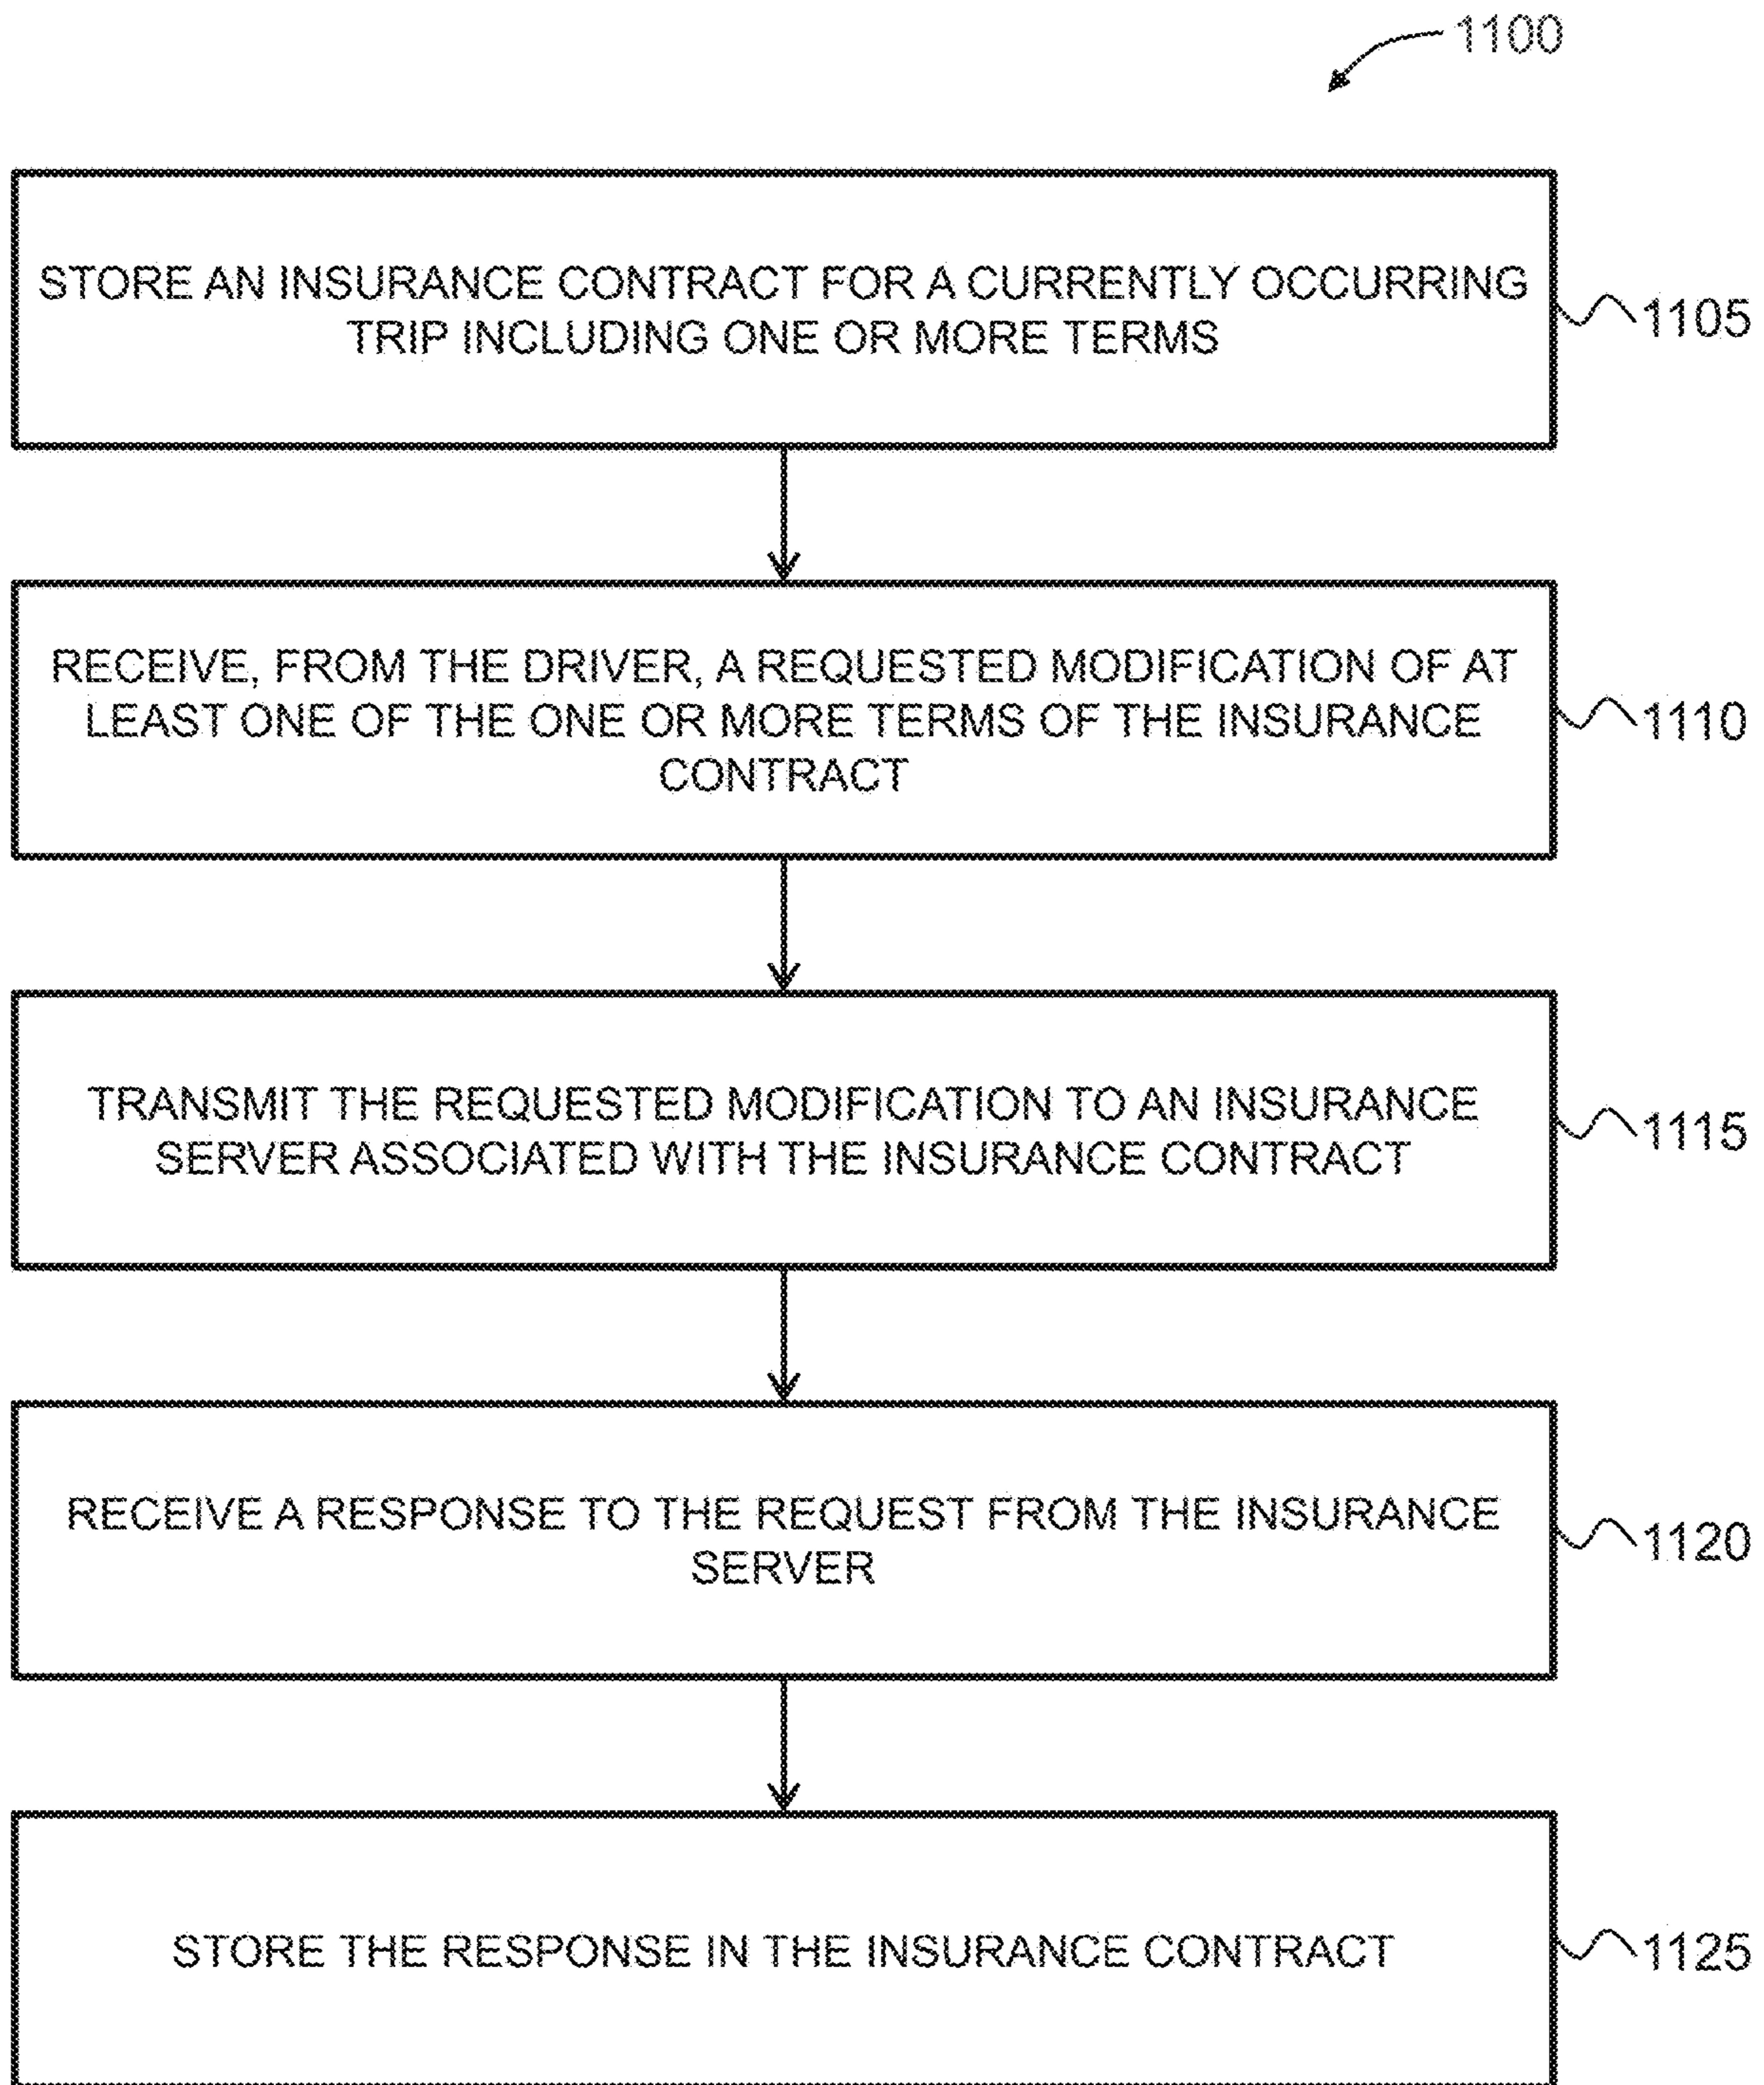 1100
STORE AN INSURANCE CONTRACT FOR A CURRENTLY OCCURRING
TRIP INCLUDING ONE OR MORE TERMS
1105
RECEIVE, FROM THE DRIVER, A REQUESTED MODIFICATION OF AT
LEAST ONE OF THE ONE OR MORE TERMS OF THE INSURANCE
CONTRACT
1110
TRANSMIT THE REQUESTED MODIFICATION TO AN INSURANCE
SERVER ASSOCIATED WITH THE INSURANCE CONTRACT
1115
RECEIVE A RESPONSE TO THE REQUEST FROM THE INSURANCE
SERVER
1120
STORE THE RESPONSE IN THE INSURANCE CONTRACT
1125